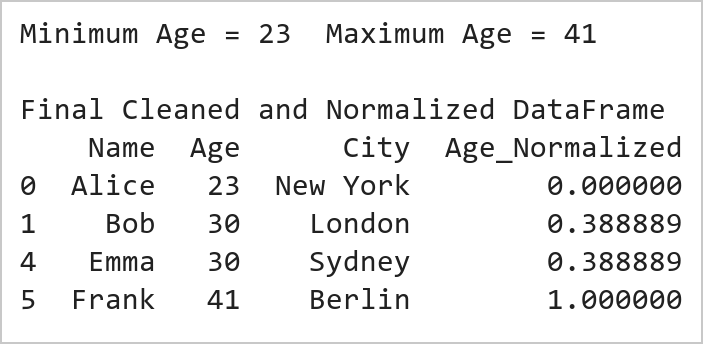 Minimum Age = 23  Maximum Age = 41

Final Cleaned and Normalized DataFrame
    Name  Age      City  Age_Normalized
0  Alice   23  New York        0.000000
1    Bob   30    London        0.388889
4   Emma   30    Sydney        0.388889
5  Frank   41    Berlin        1.000000